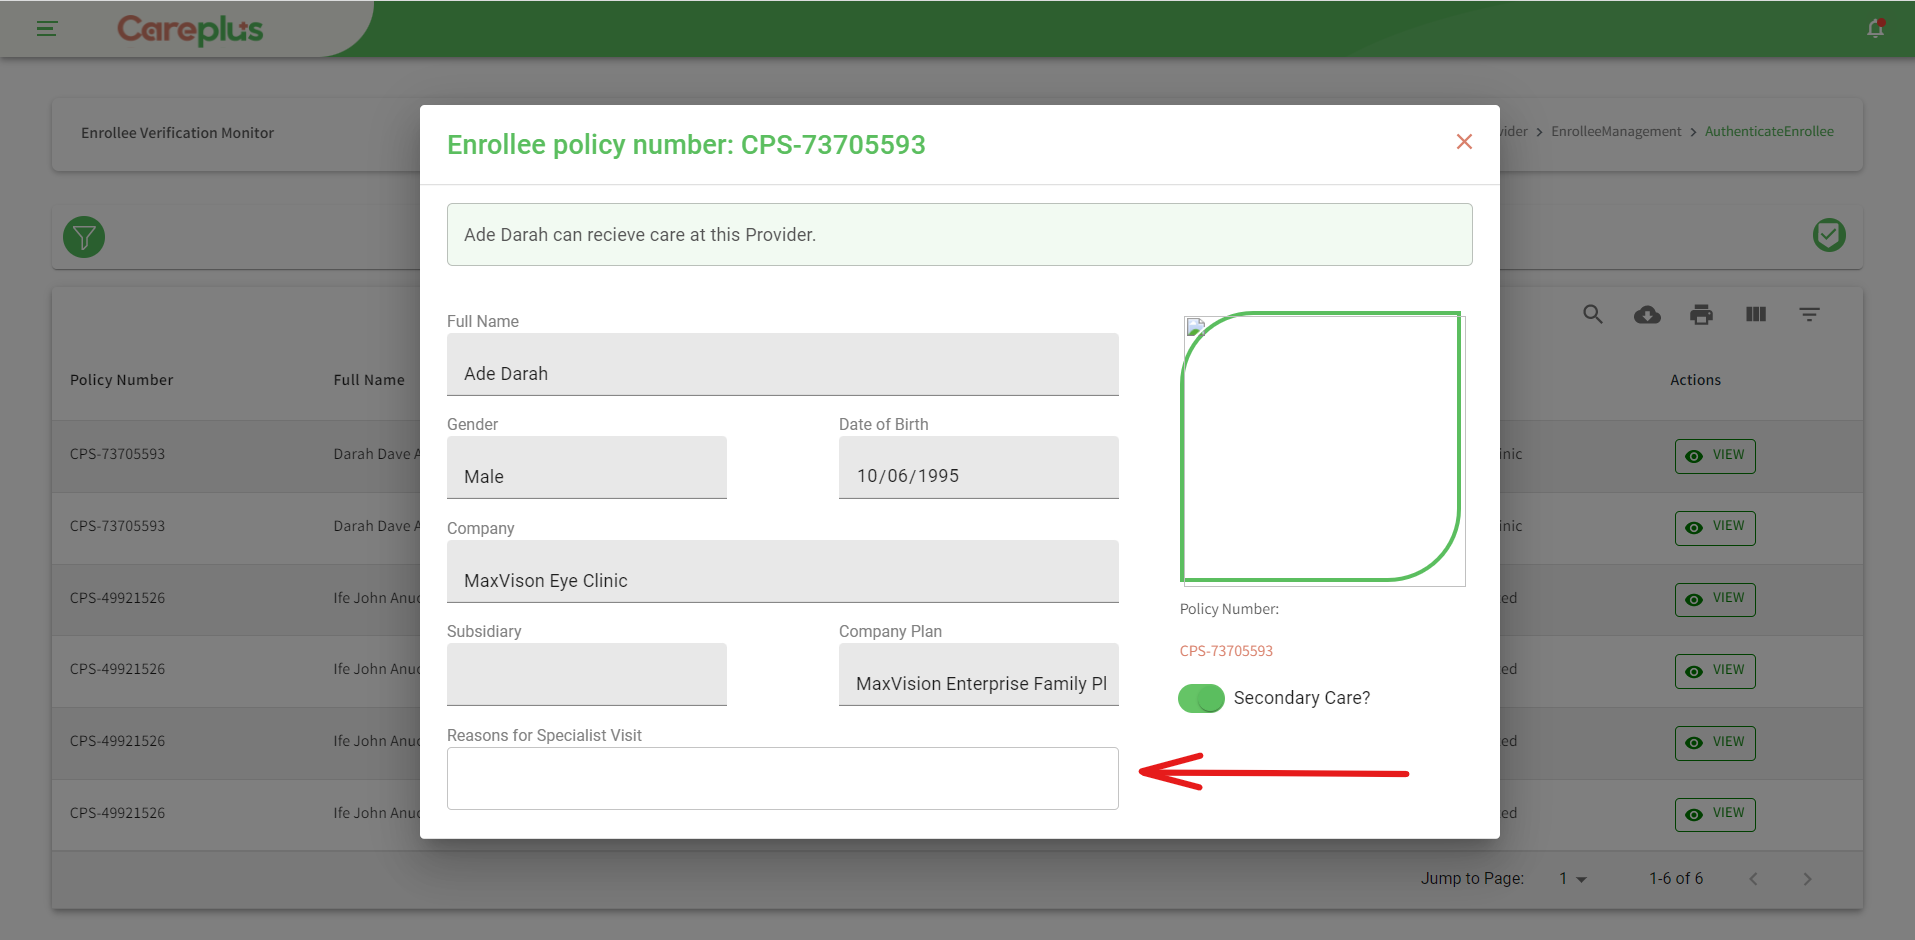 Careplus
Enrollee Verification Monitor
vider > EnrolleeManagement > AuthenticateEnrollee
Enrollee policy number: CPS-73705593
Ade Darah can recieve care at this Provider.
Full Name
Ade Darah
Gender
Date of Birth
Male
10/06/1995
Company
MaxVison Eye Clinic
Subsidiary
Company Plan
MaxVision Enterprise Family Pl
Reasons for Specialist Visit
Policy Number:
CPS-73705593
Secondary Care?
Policy Number
Full Name
Actions
CPS-73705593
Darah Dave A
inic
VIEW
CPS-73705593
Darah Dave A
inic
VIEW
CPS-49921526
Ife John Anuc
ed
VIEW
CPS-49921526
Ife John Anuc
ed
VIEW
CPS-49921526
Ife John Anuc
ed
VIEW
CPS-49921526
Ife John Anuc
ed
VIEW
Jump to Page: 1 1-6 of 6